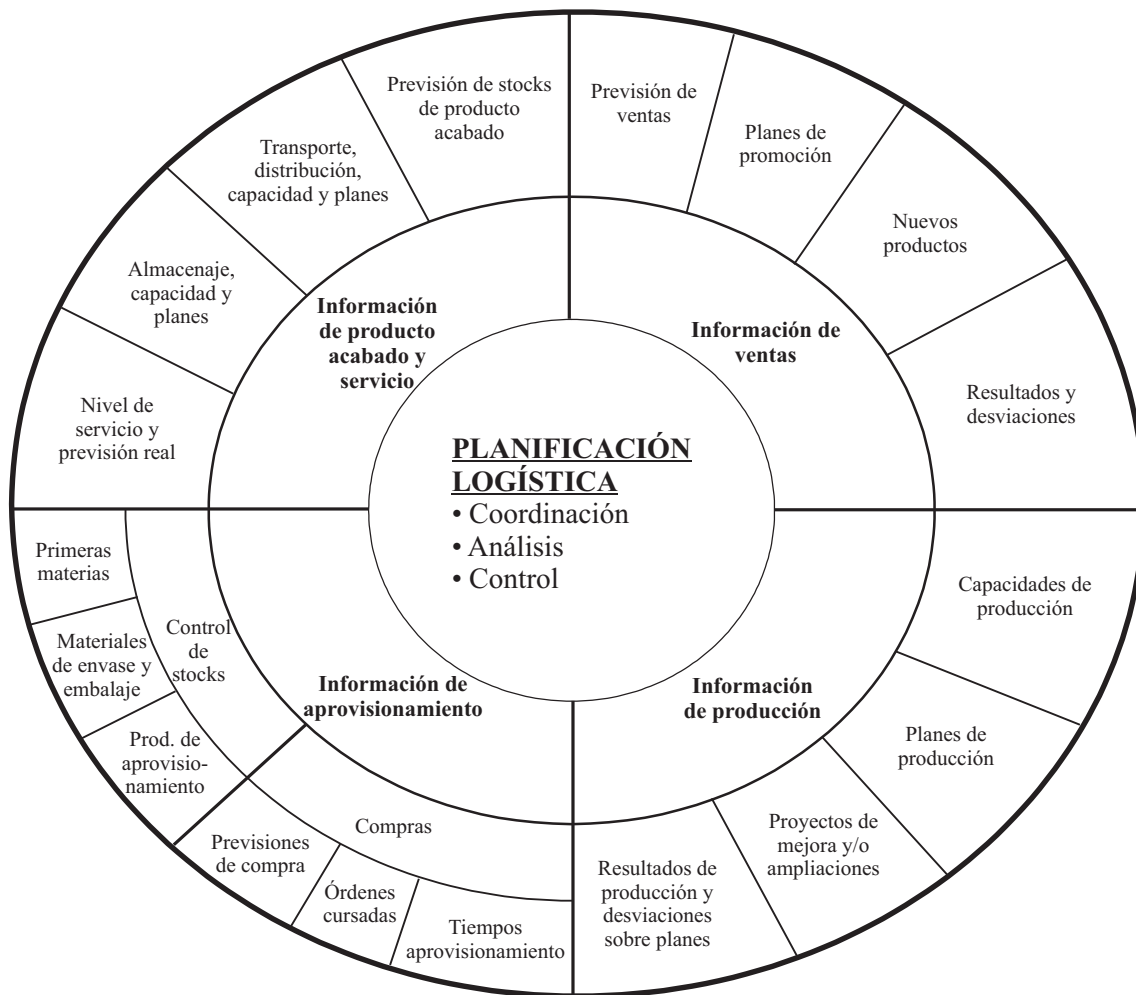 Previsión de stocks
de producto
acabado
Previsión de
ventas
Planes de
promoción
Nuevos
productos
Resultados y
desviaciones
Transporte,
distribución,
capacidad y planes
Almacenaje,
capacidad y
planes
Nivel de
servicio y
previsión real
Información
de producto
acabado y
servicio
Información de
ventas
PLANIFICACIÓN
LOGÍSTICA
• Coordinación
• Análisis
• Control
Primeras
materias
Materiales
de envase y
embalaje
Prod. de
aprovisio-
namiento
Control
de
stocks
Información de
aprovisionamiento
Información
de producción
Capacidades de
producción
Planes de
producción
Proyectos de
mejora y/o
ampliaciones
Resultados de
producción y
desviaciones
sobre planes
Compras
Previsiones
de compra
Órdenes
cursadas
Tiempos
aprovisionamiento